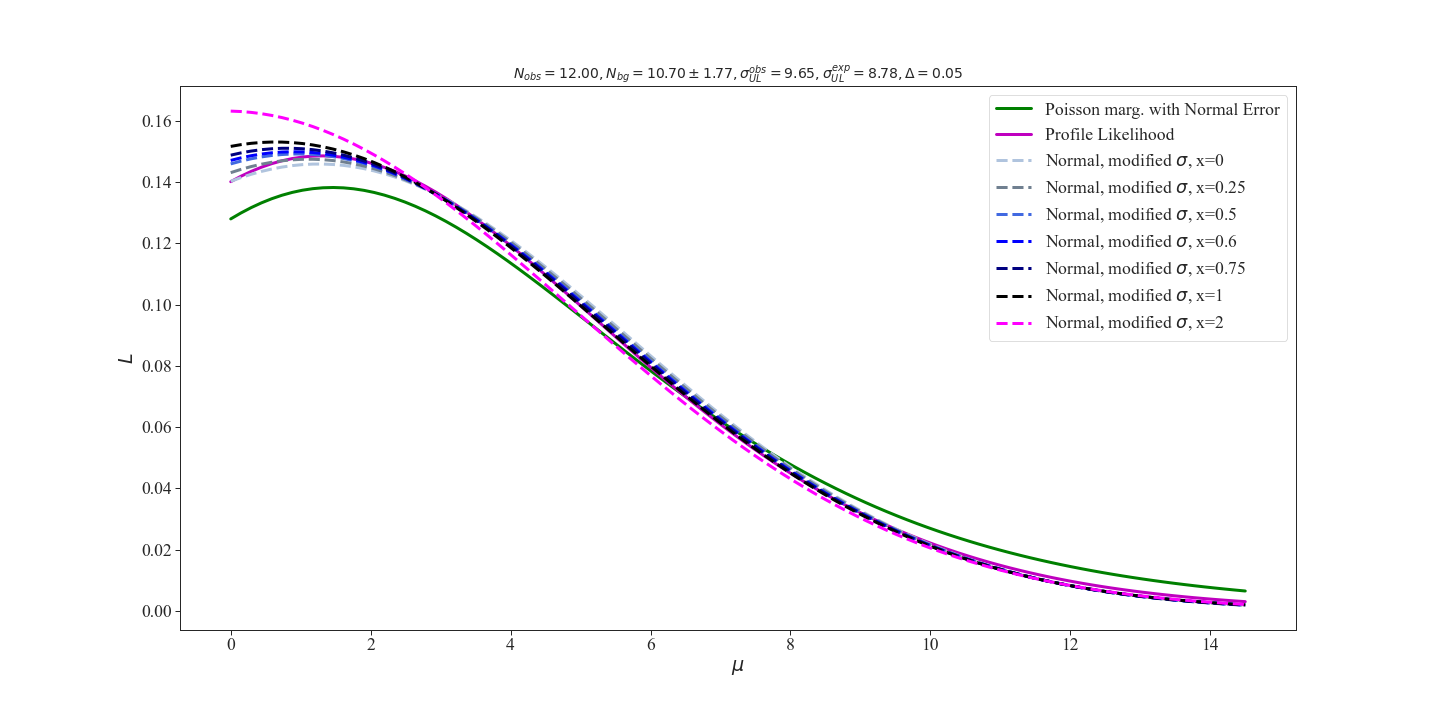 N_obs = 12.00, N_bg = 10.70 ± 1.77, σ_UL^obs = 9.65, σ_UL^exp = 8.78, Δ = 0.05
Poisson marg. with Normal Error
Profile Likelihood
Normal, modified σ, x=0
Normal, modified σ, x=0.25
Normal, modified σ, x=0.5
Normal, modified σ, x=0.6
Normal, modified σ, x=0.75
Normal, modified σ, x=1
Normal, modified σ, x=2
0.16
0.14
0.12
0.10
0.08
0.06
0.04
0.02
0.00
L
0 2 4 6 8 10 12 14
μ